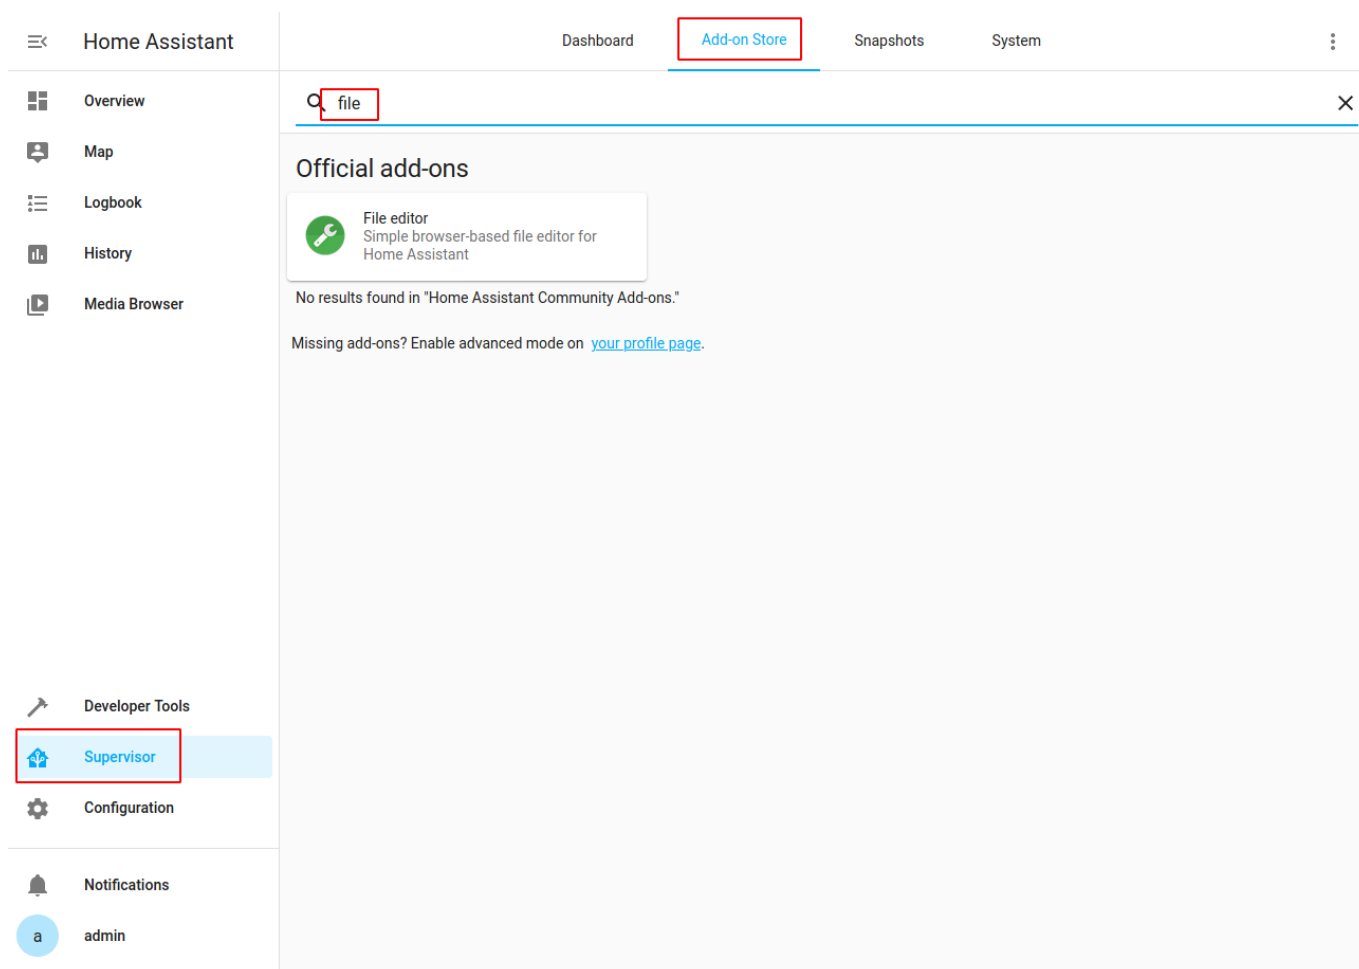 Home Assistant
Dashboard
Add-on Store
Snapshots
System
Overview
Map
Logbook
History
Media Browser
Developer Tools
Supervisor
Configuration
Notifications
a
admin
file
Official add-ons
File editor
Simple browser-based file editor for
Home Assistant
No results found in "Home Assistant Community Add-ons."
Missing add-ons? Enable advanced mode on your profile page.